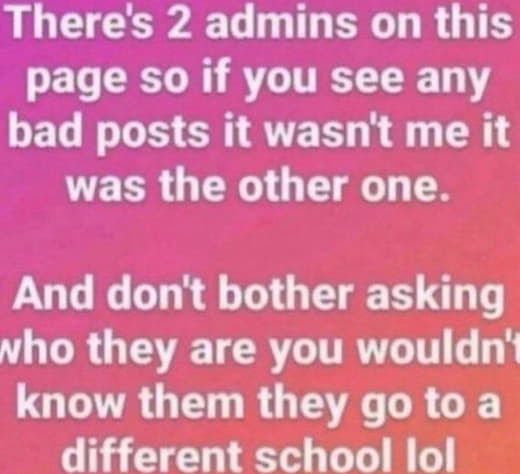 There's 2 admins on this
page so if you see any
bad posts it wasn't me it
was the other one.
And don't bother asking
who they are you wouldn't
know them they go to a
different school lol